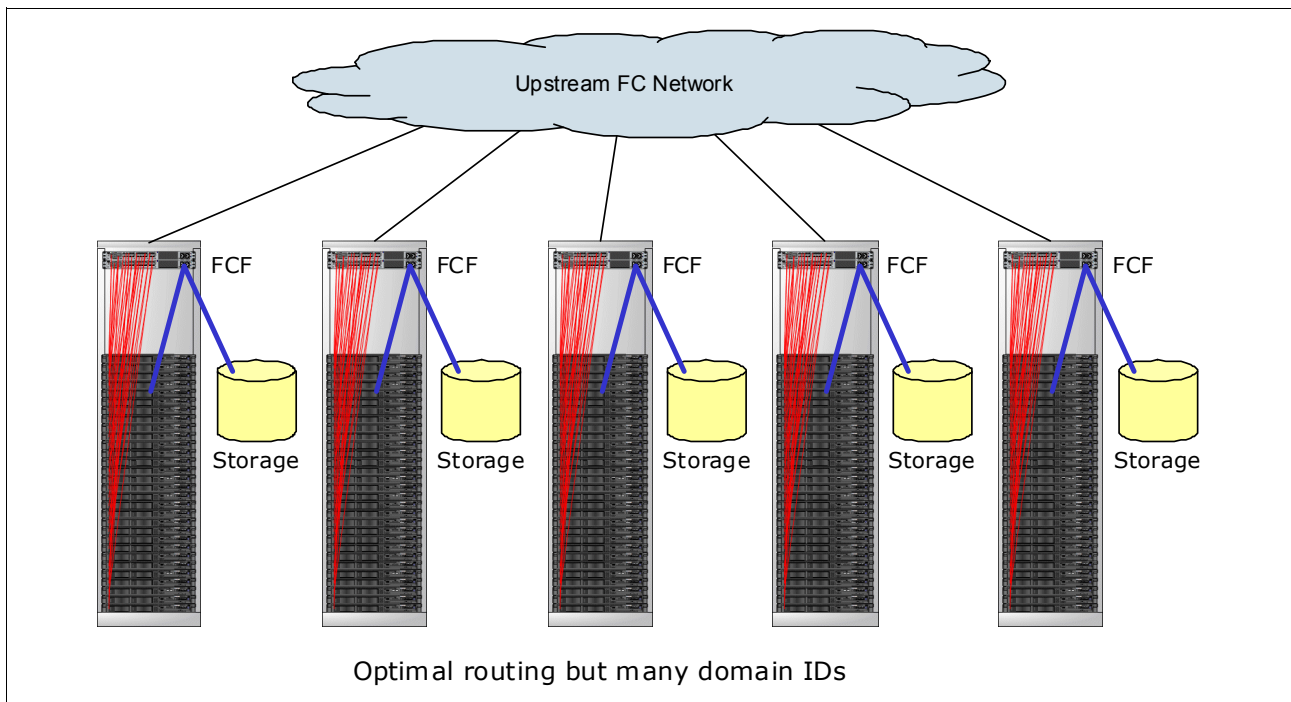 Upstream FC Network
FCF
FCF
FCF
FCF
FCF
Storage
Storage
Storage
Storage
Storage
Optimal routing but many domain IDs